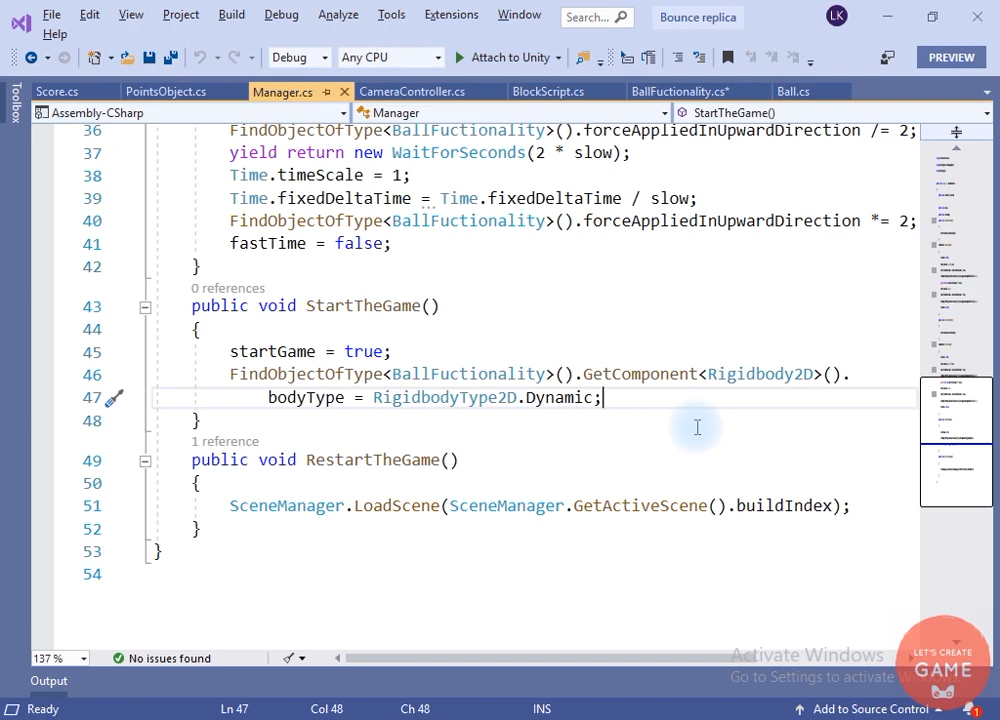 File Edit View Project Build Debug Analyze Tools Extensions Window Search... Bounce replica LK
Help
Debug Any CPU Attach to Unity PREVIEW
Toolbox
Score.cs PointsObject.cs Manager.cs CameraController.cs BlockScript.cs BallFuctionality.cs* Ball.cs
Assembly-CSharp Manager StartTheGame()
36 FindObjectOfType<BallFuctionality>().forceAppliedInUpwardDirection /= 2;
37 yield return new WaitForSeconds(2 * slow);
38 Time.timeScale = 1;
39 Time.fixedDeltaTime = Time.fixedDeltaTime / slow;
40 FindObjectOfType<BallFuctionality>().forceAppliedInUpwardDirection *= 2;
41 fastTime = false;
42 }
0 references
43 public void StartTheGame()
44 {
45 startGame = true;
46 FindObjectOfType<BallFuctionality>().GetComponent<Rigidbody2D>().
47 bodyType = RigidbodyType2D.Dynamic;
48 }
1 reference
49 public void RestartTheGame()
50 {
51 SceneManager.LoadScene(SceneManager.GetActiveScene().buildIndex);
52 }
53 }
54
137 % No issues found
Activate Windows
Go to Settings to activate Windows.
LET'S CREATE
GAME
Output
Ready Ln 47 Col 48 Ch 48 INS Add to Source Control 1